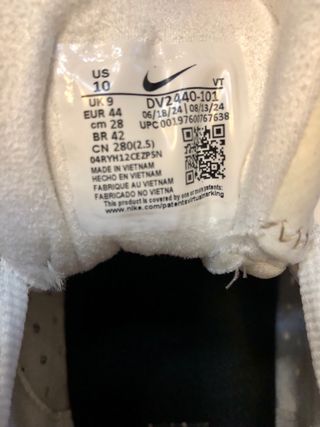 US
10
VT
UK 9
DV2440-101
EUR 44
06/18/24 | 08/13/24
cm 28
UPC 00197600767638
BR 42
CN 280(2.5)
04RYH12CEZPSN
MADE IN VIETNAM
HECHO EN VIETNAM
FABRIQUE AU VIETNAM
FABRICADO NO VIETNA
This product is covered by one or more patents:
www.nike.com/patentsvirtualmarking